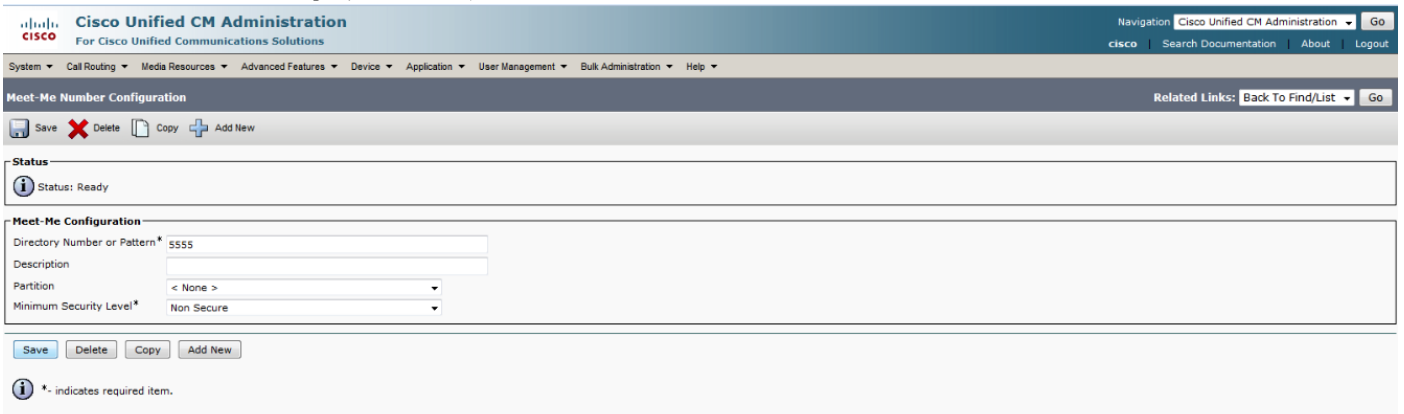 Cisco Unified CM Administration
Navigation Cisco Unified CM Administration Go
CISCO
For Cisco Unified Communications Solutions
cisco Search Documentation About Logout
System Call Routing Media Resources Advanced Features Device Application User Management Bulk Administration Help
Meet-Me Number Configuration
Related Links: Back To Find/List Go
Save Delete Copy Add New
Status
Status: Ready
Meet-Me Configuration
Directory Number or Pattern* 5555
Description
Partition < None >
Minimum Security Level* Non Secure
Save Delete Copy Add New
*- indicates required item.